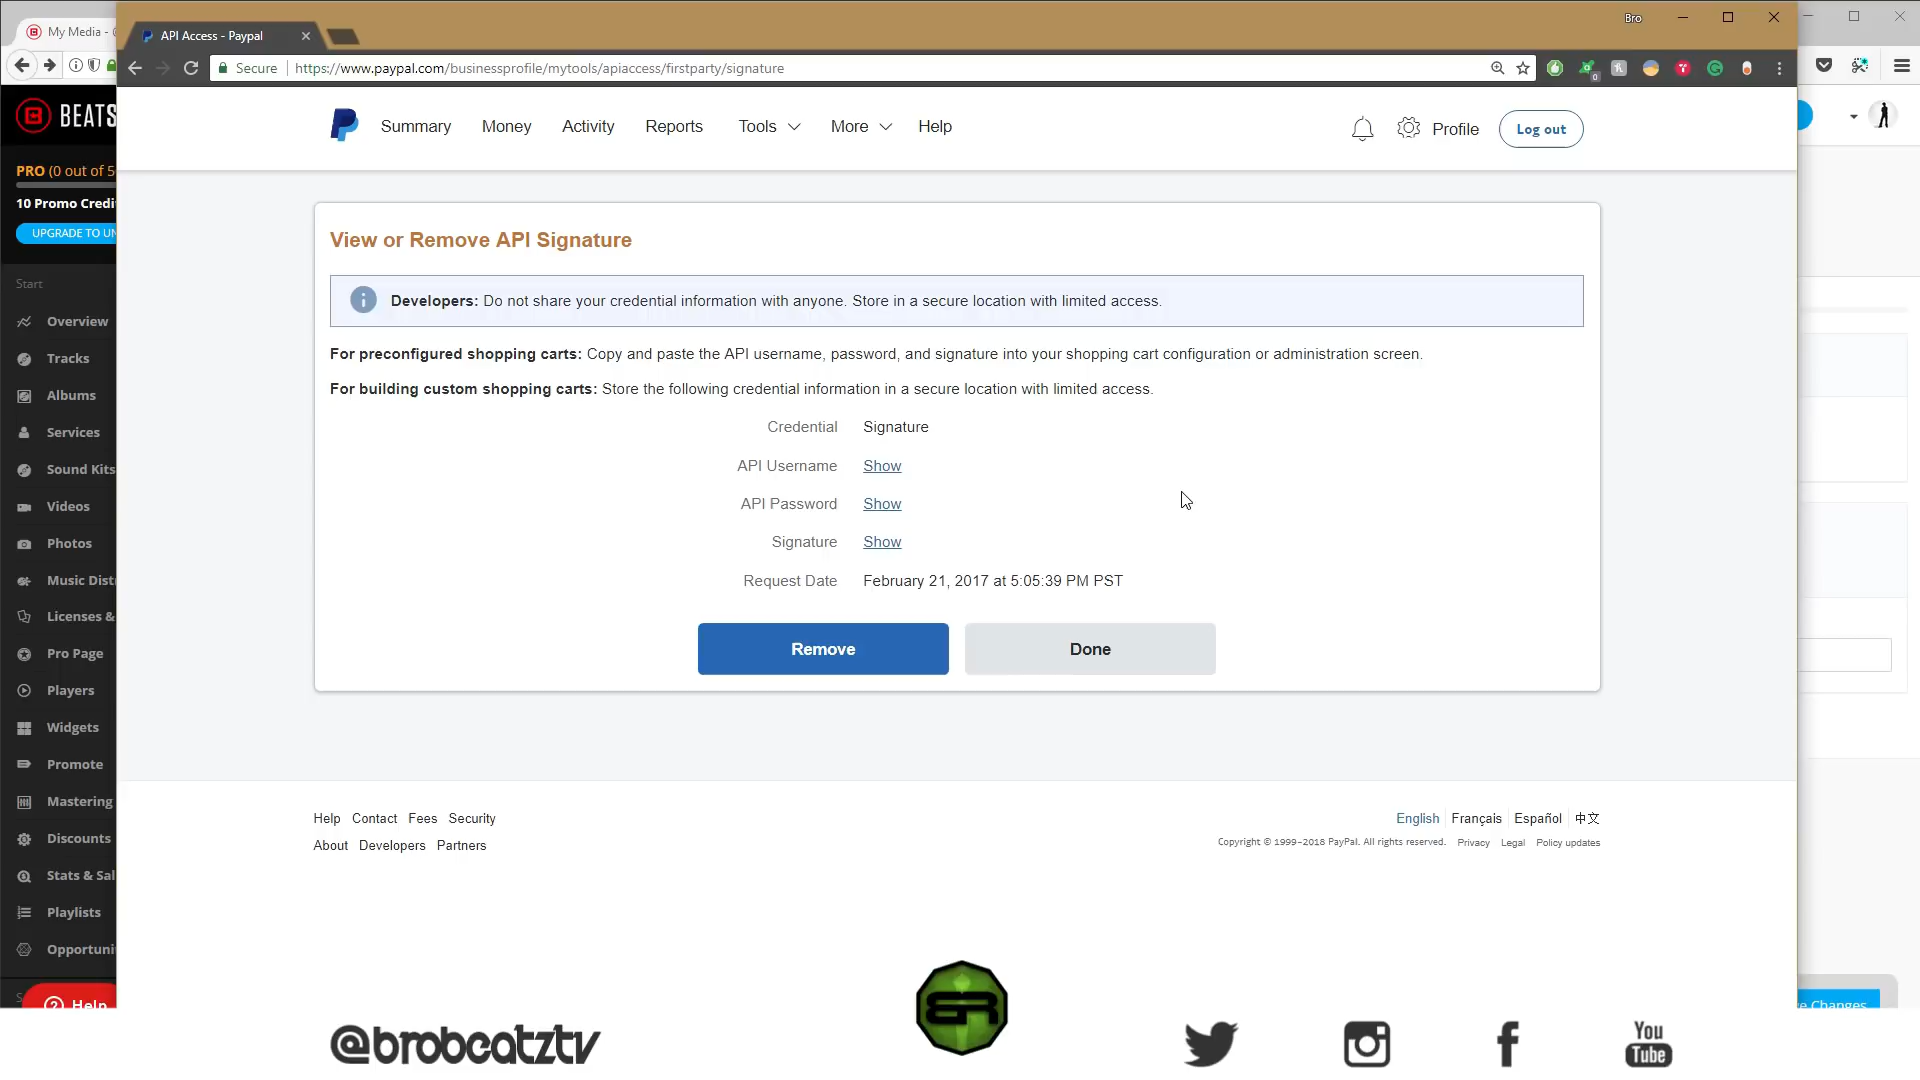 My Media -
API Access - Paypal
Bro
Secure
https://www.paypal.com/businessprofile/mytools/apiaccess/firstparty/signature
0
BEATS
PRO (0 out of 5
10 Promo Credi
UPGRADE TO UN
Start
Overview
Tracks
Albums
Services
Sound Kits
Videos
Photos
Music Dist
Licenses &
Pro Page
Players
Widgets
Promote
Mastering
Discounts
Stats & Sal
Playlists
Opportuni
Help
Summary
Money
Activity
Reports
Tools
More
Help
Profile
Log out
View or Remove API Signature
Developers: Do not share your credential information with anyone. Store in a secure location with limited access.
For preconfigured shopping carts: Copy and paste the API username, password, and signature into your shopping cart configuration or administration screen.
For building custom shopping carts: Store the following credential information in a secure location with limited access.
Credential Signature
API Username Show
API Password Show
Signature Show
Request Date February 21, 2017 at 5:05:39 PM PST
Remove
Done
Help Contact Fees Security
About Developers Partners
English Français Español 中文
Copyright © 1999-2018 PayPal. All rights reserved. Privacy Legal Policy updates
e Changes
@brobeatztv
BR
You
Tube